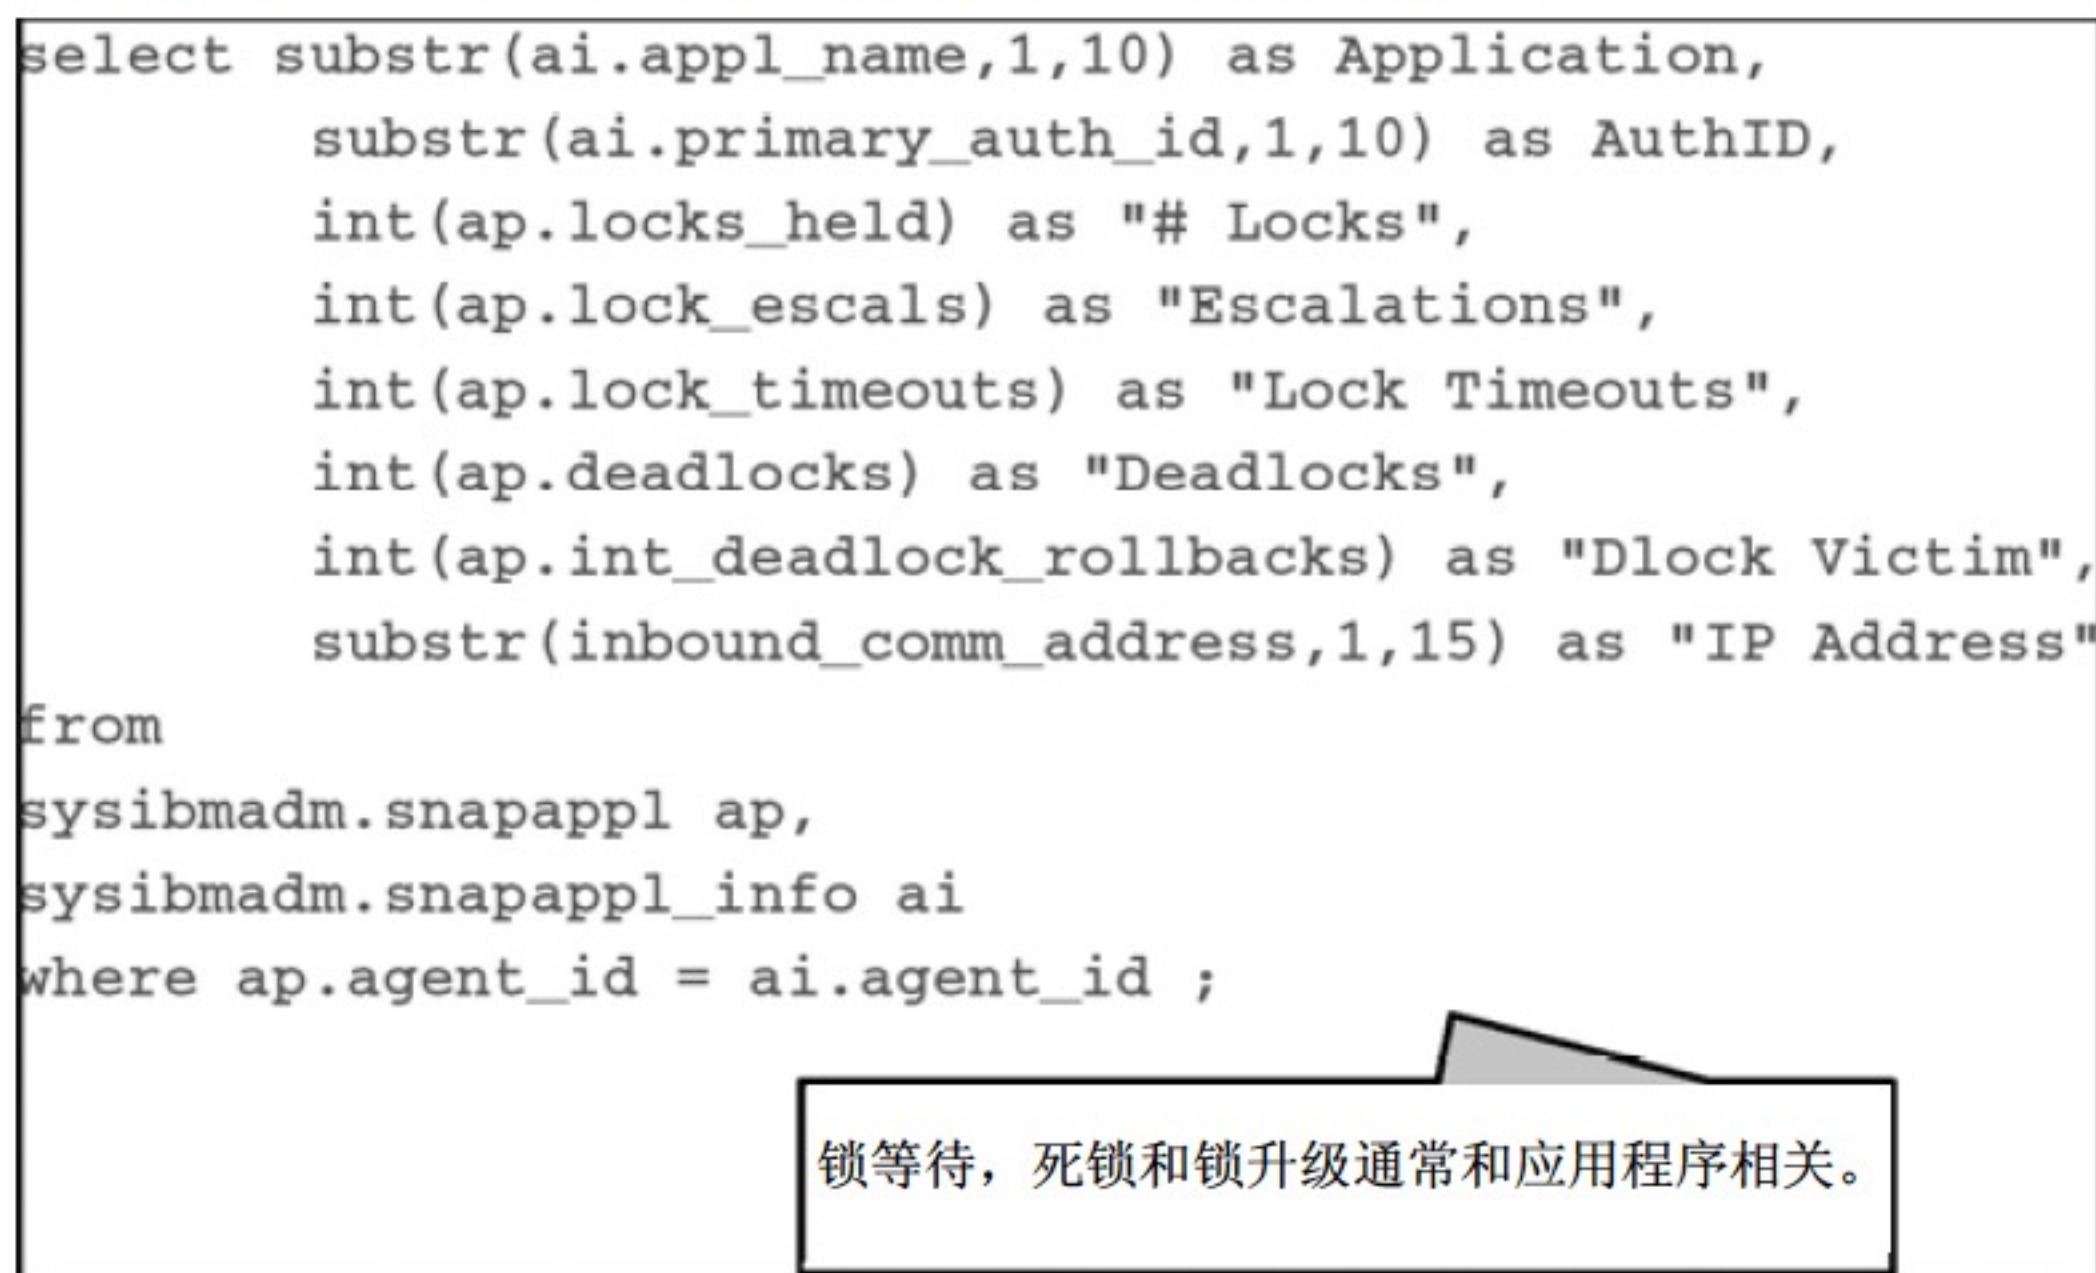 select substr(ai.appl_name,1,10) as Application,
substr(ai.primary_auth_id,1,10) as AuthID,
int(ap.locks_held) as "# Locks",
int(ap.lock_escals) as "Escalations",
int(ap.lock_timeouts) as "Lock Timeouts",
int(ap.deadlocks) as "Deadlocks",
int(ap.int_deadlock_rollbacks) as "Dlock Victim",
substr(inbound_comm_address,1,15) as "IP Address"
from
sysibmadm.snapappl ap,
sysibmadm.snapappl_info ai
where ap.agent_id = ai.agent_id ;
锁等待，死锁和锁升级通常和应用程序相关。